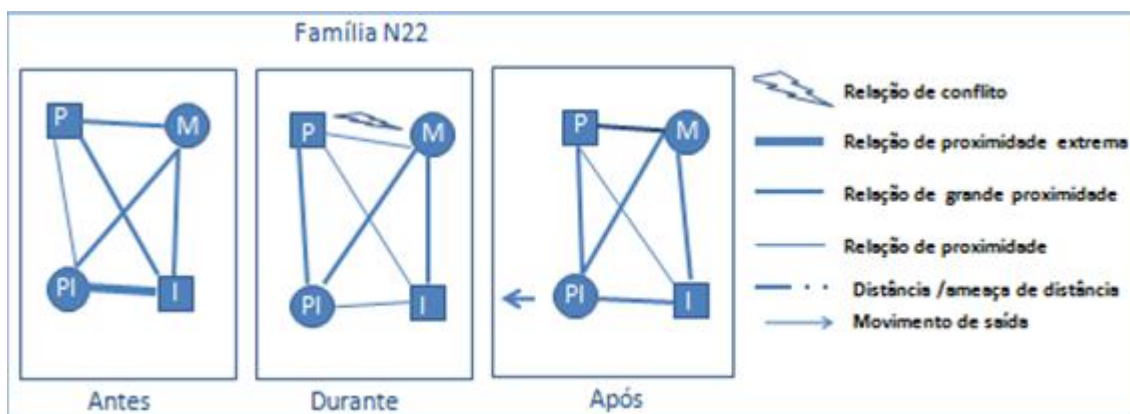 Família N22
P
M
PI
I
Antes
P
M
PI
I
Durante
P
M
PI
I
Após
Relação de conflito
Relação de proximidade extrema
Relação de grande proximidade
Relação de proximidade
Distância /ameaça de distância
Movimento de saída